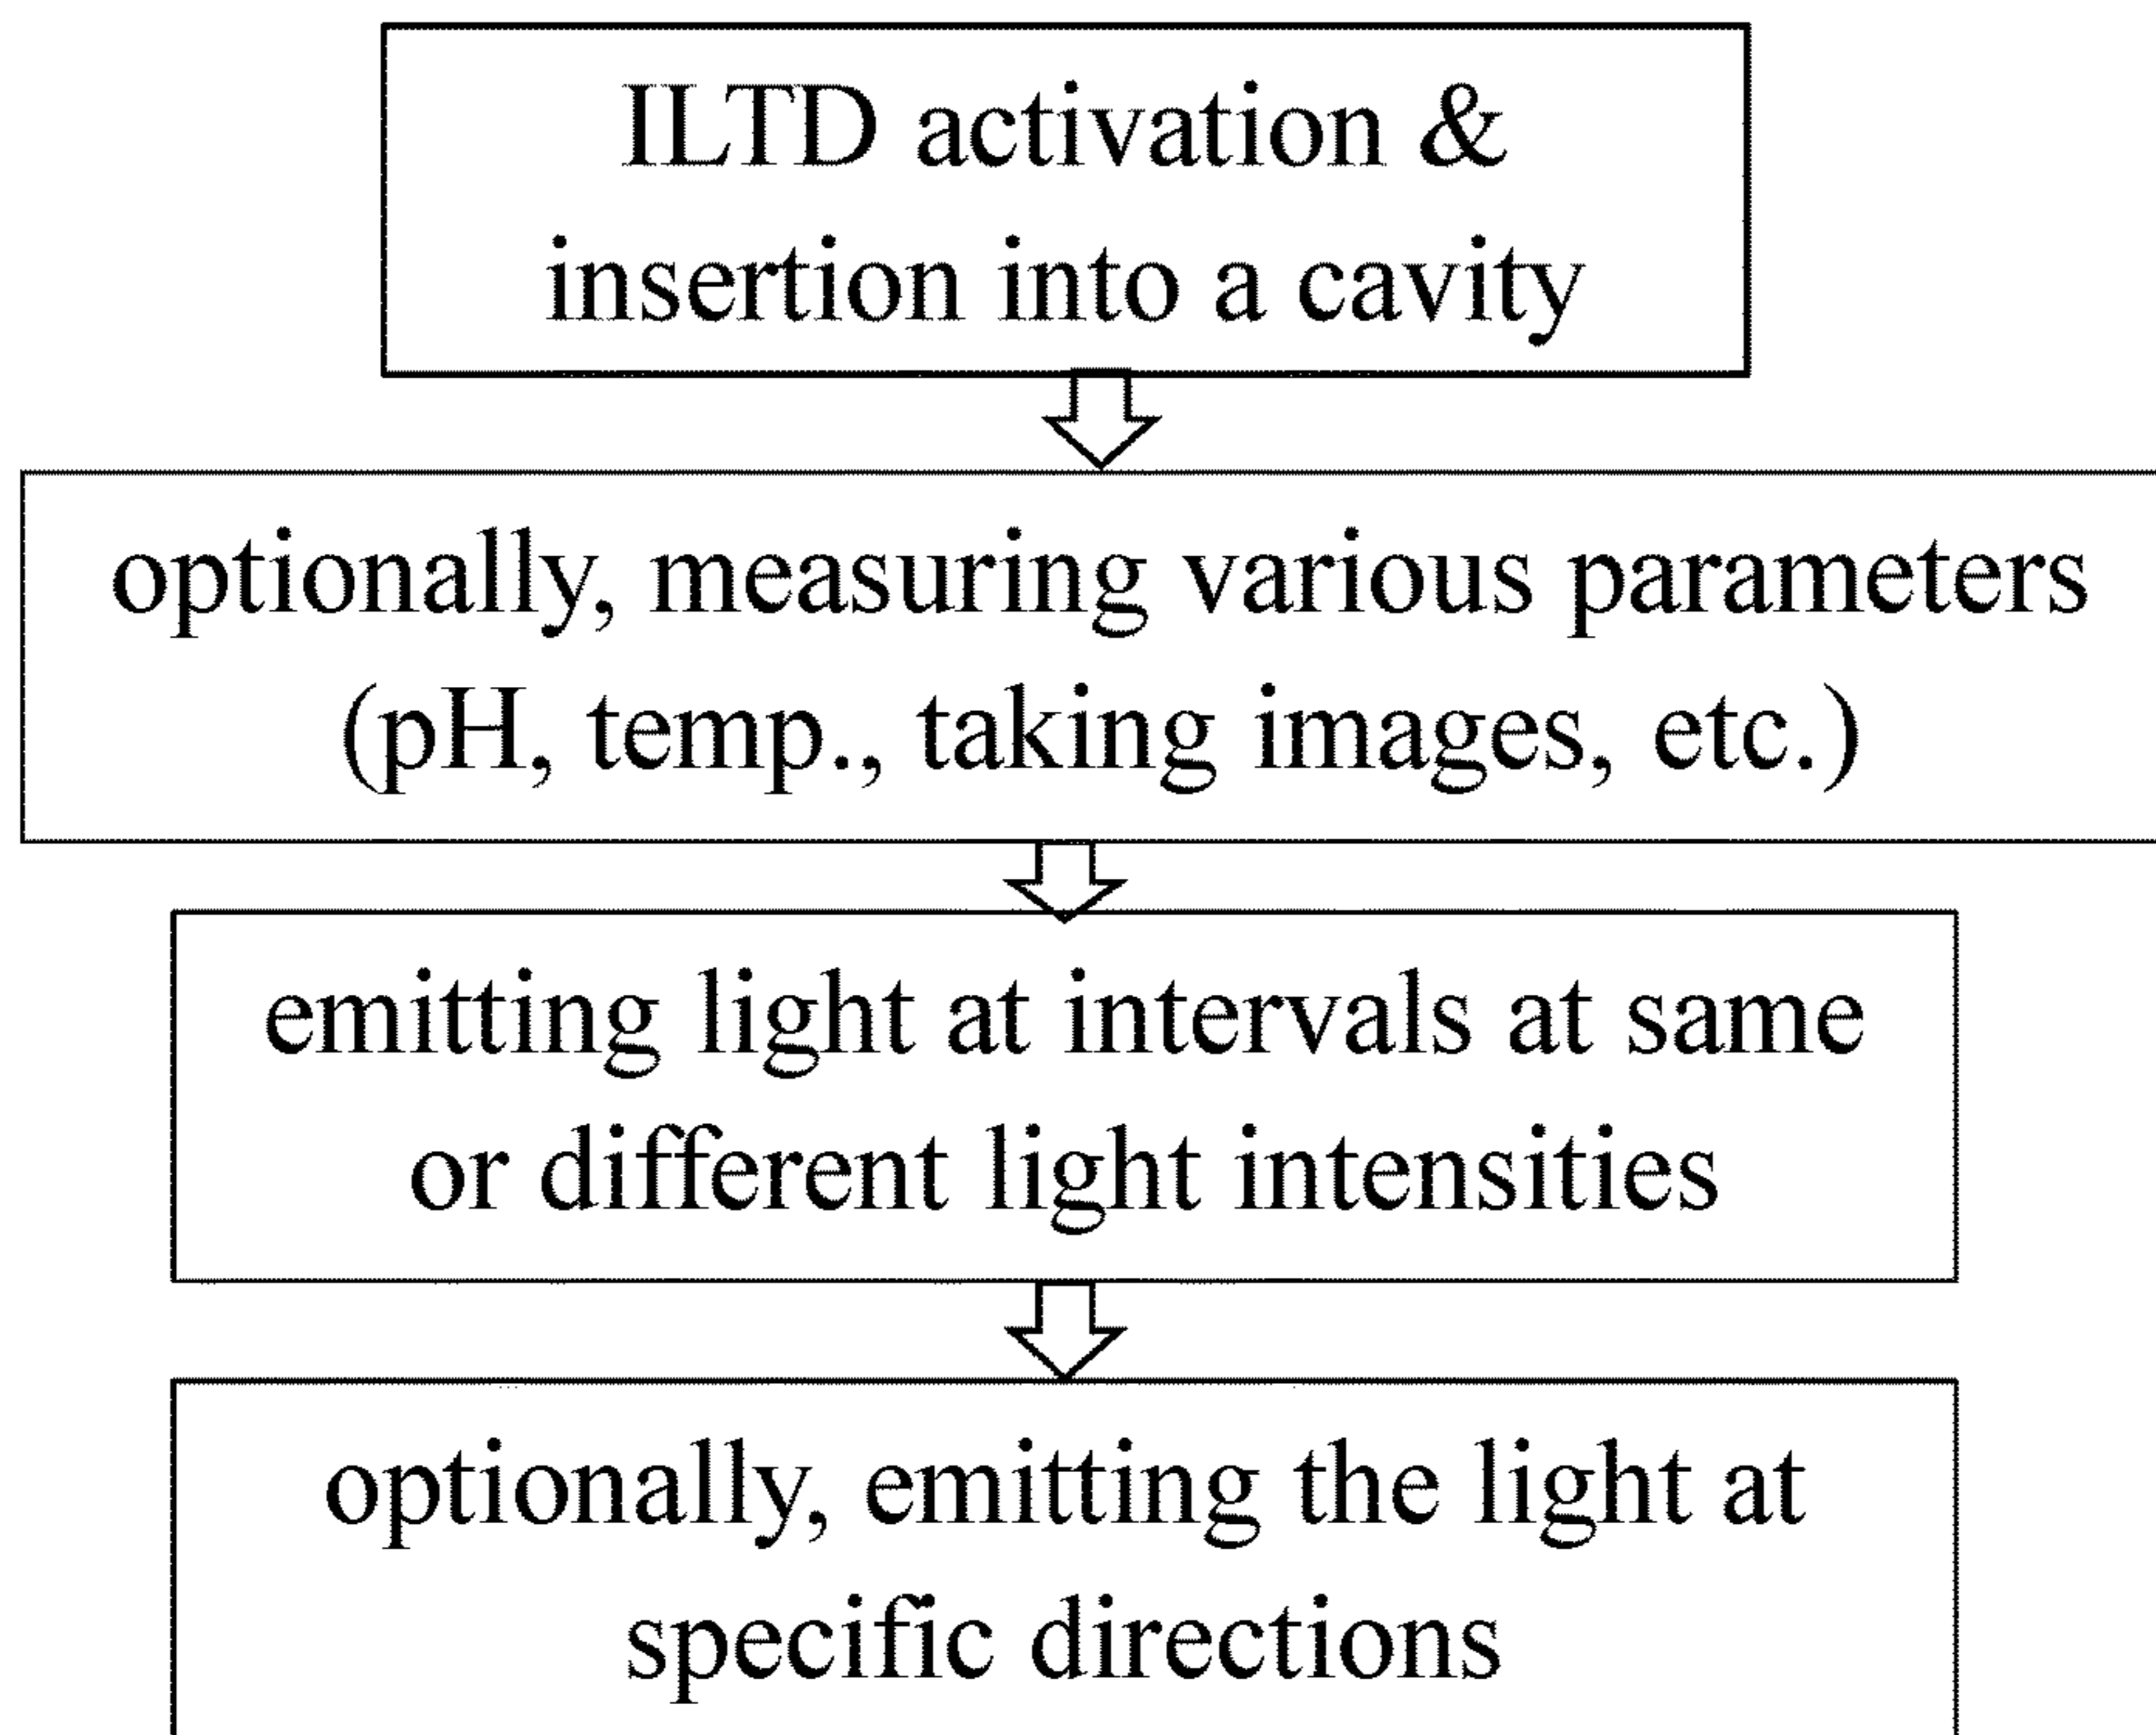 ILTD activation &
insertion into a cavity
optionally, measuring various parameters
(pH, temp., taking images, etc.)
emitting light at intervals at same
or different light intensities
optionally, emitting the light at
specific directions